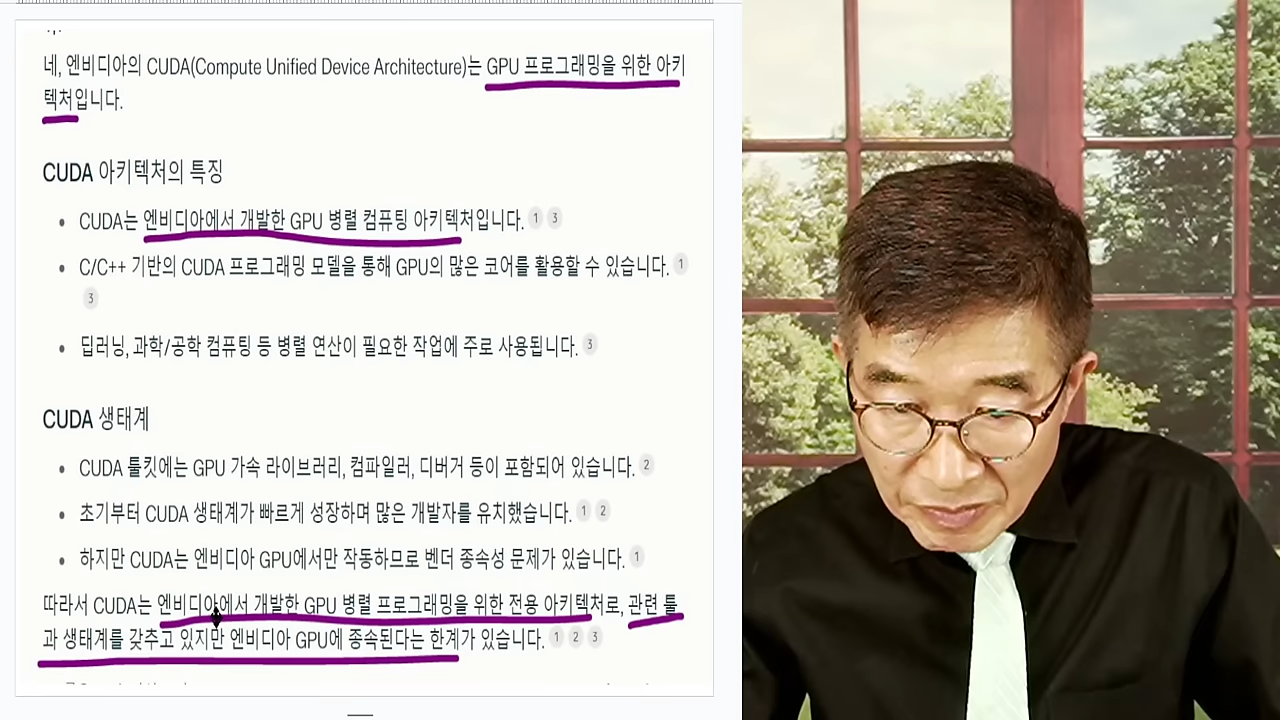 네, 엔비디아의 CUDA(Compute Unified Device Architecture)는 GPU 프로그래밍을 위한 아키
텍처입니다.
CUDA 아키텍처의 특징
• CUDA는 엔비디아에서 개발한 GPU 병렬 컴퓨팅 아키텍처입니다. 1 3
• C/C++ 기반의 CUDA 프로그래밍 모델을 통해 GPU의 많은 코어를 활용할 수 있습니다. 1
3
• 딥러닝, 과학/공학 컴퓨팅 등 병렬 연산이 필요한 작업에 주로 사용됩니다. 3
CUDA 생태계
• CUDA 툴킷에는 GPU 가속 라이브러리, 컴파일러, 디버거 등이 포함되어 있습니다. 2
• 초기부터 CUDA 생태계가 빠르게 성장하며 많은 개발자를 유치했습니다. 1 2
• 하지만 CUDA는 엔비디아 GPU에서만 작동하므로 벤더 종속성 문제가 있습니다. 1
따라서 CUDA는 엔비디아에서 개발한 GPU 병렬 프로그래밍을 위한 전용 아키텍처로, 관련 툴
과 생태계를 갖추고 있지만 엔비디아 GPU에 종속된다는 한계가 있습니다. 1 2 3